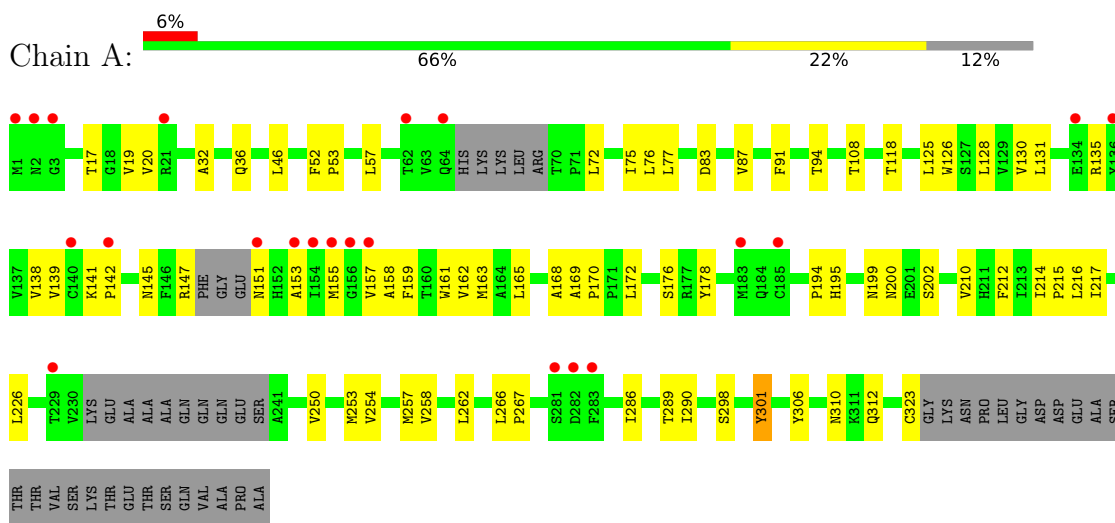 6%
Chain A:
66% 22% 12%
M1 N2 G3 T17 G18 V19 V20 R21 A32 Q36 L46 F52 P53 L57 T62 V63 Q64 HIS LYS LYS LEU ARG T70 P71 L72 I75 L76 L77 D83 V87 F91 T94 T108 T118 L125 W126 S127 L128 V129 V130 L131 E134 R135 Y136
V137 V138 V139 C140 K141 P142 N145 F146 R147 PHE GLY GLU N151 H152 A153 I154 M155 G156 V157 A158 F159 T160 W161 V162 M163 A164 L165 A168 A169 P170 P171 L172 S176 R177 Y178 M183 Q184 C185 P194 H195 N199 N200 E201 S202 V210 H211 F212 I213 I214 P215 L216 I217
L226 T229 V230 LYS GLU ALA ALA ALA GLN GLN GLN GLU SER A241 V250 M253 V254 M257 V258 L262 L266 P267 S281 D282 F283 I286 T289 I290 S298 Y301 Y306 N310 K311 Q312 C323 GLY LYS ASN PRO LEU GLY ASP ASP GLU ALA SER
THR THR VAL SER LYS THR GLU THR SER GLN VAL ALA PRO ALA